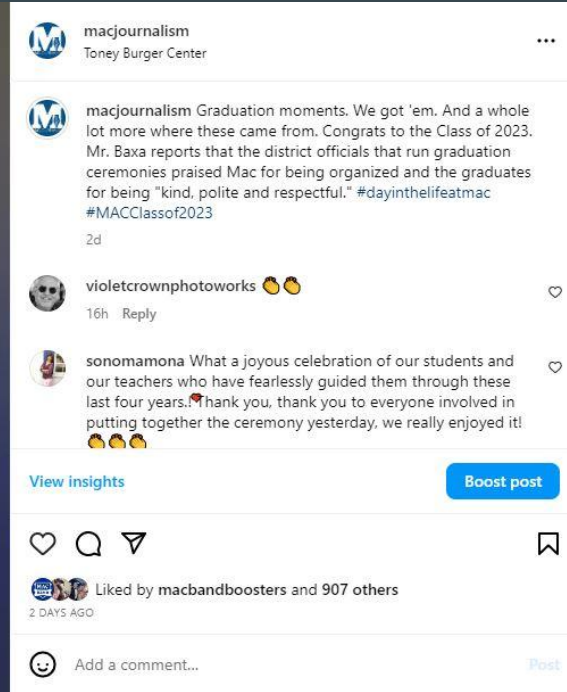 macjournalism
Toney Burger Center
macjournalism Graduation moments. We got 'em. And a whole
lot more where these came from. Congrats to the Class of 2023.
Mr. Baxa reports that the district officials that run graduation
ceremonies praised Mac for being organized and the graduates
for being "kind, polite and respectful." #dayinthelifeatmac
#MACClassof2023
2d
violetcrownphotoworks 👏👏
16h Reply
sonomamona What a joyous celebration of our students and
our teachers who have fearlessly guided them through these
last four years.!🌹Thank you, thank you to everyone involved in
putting together the ceremony yesterday, we really enjoyed it!
👏👏👏
View insights
Boost post
Liked by macbandboosters and 907 others
2 DAYS AGO
Add a comment...
Post